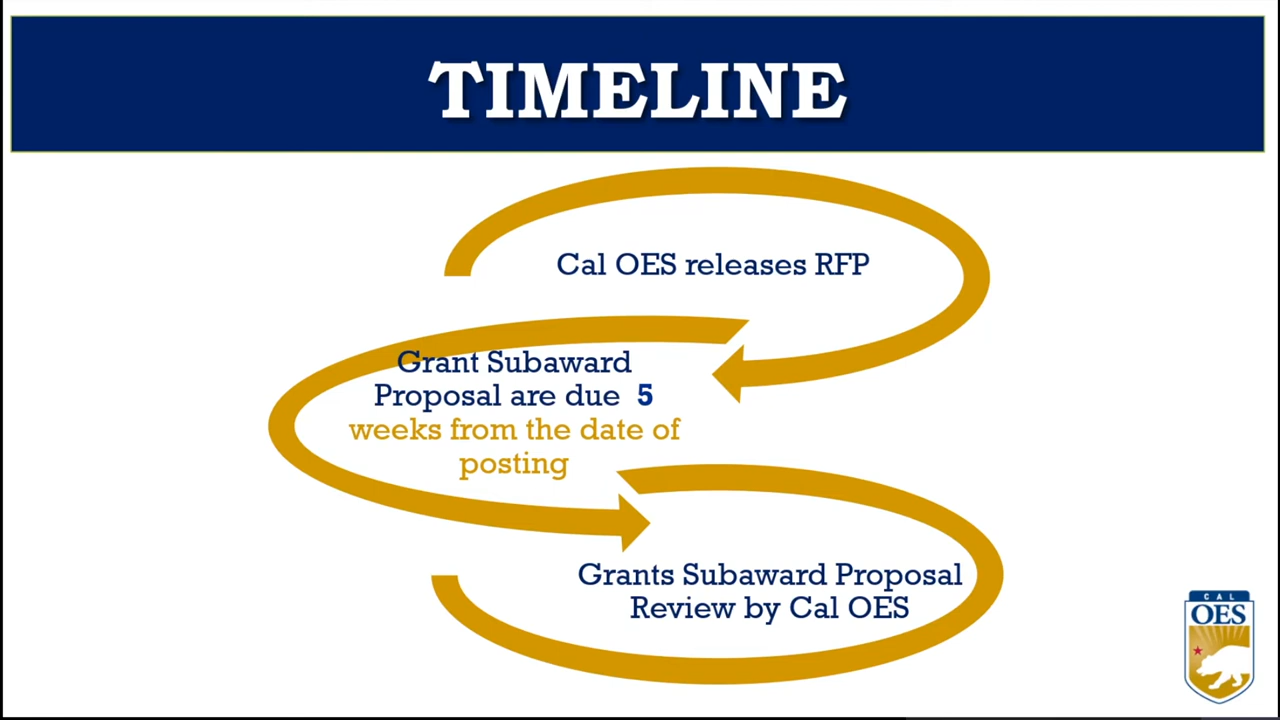 TIMELINE
Cal OES releases RFP
Grant Subaward
Proposal are due 5
weeks from the date of
posting
Grants Subaward Proposal
Review by Cal OES
CAL
OES